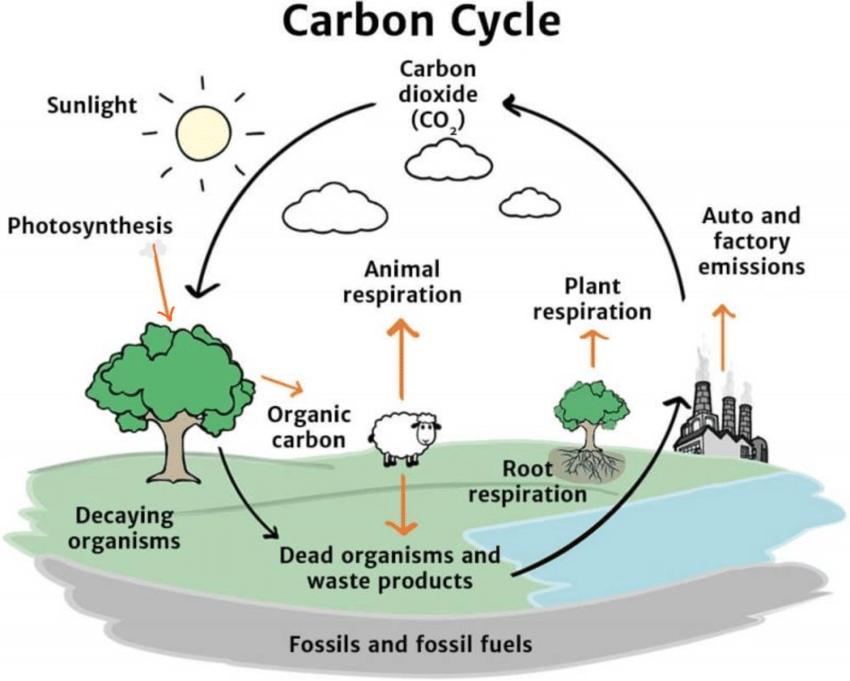 Carbon Cycle
Carbon
dioxide
(CO₂)
Sunlight
Photosynthesis
Auto and
factory
emissions
Animal
respiration
Plant
respiration
Organic
carbon
Root
respiration
Decaying
organisms
Dead organisms and
waste products
Fossils and fossil fuels